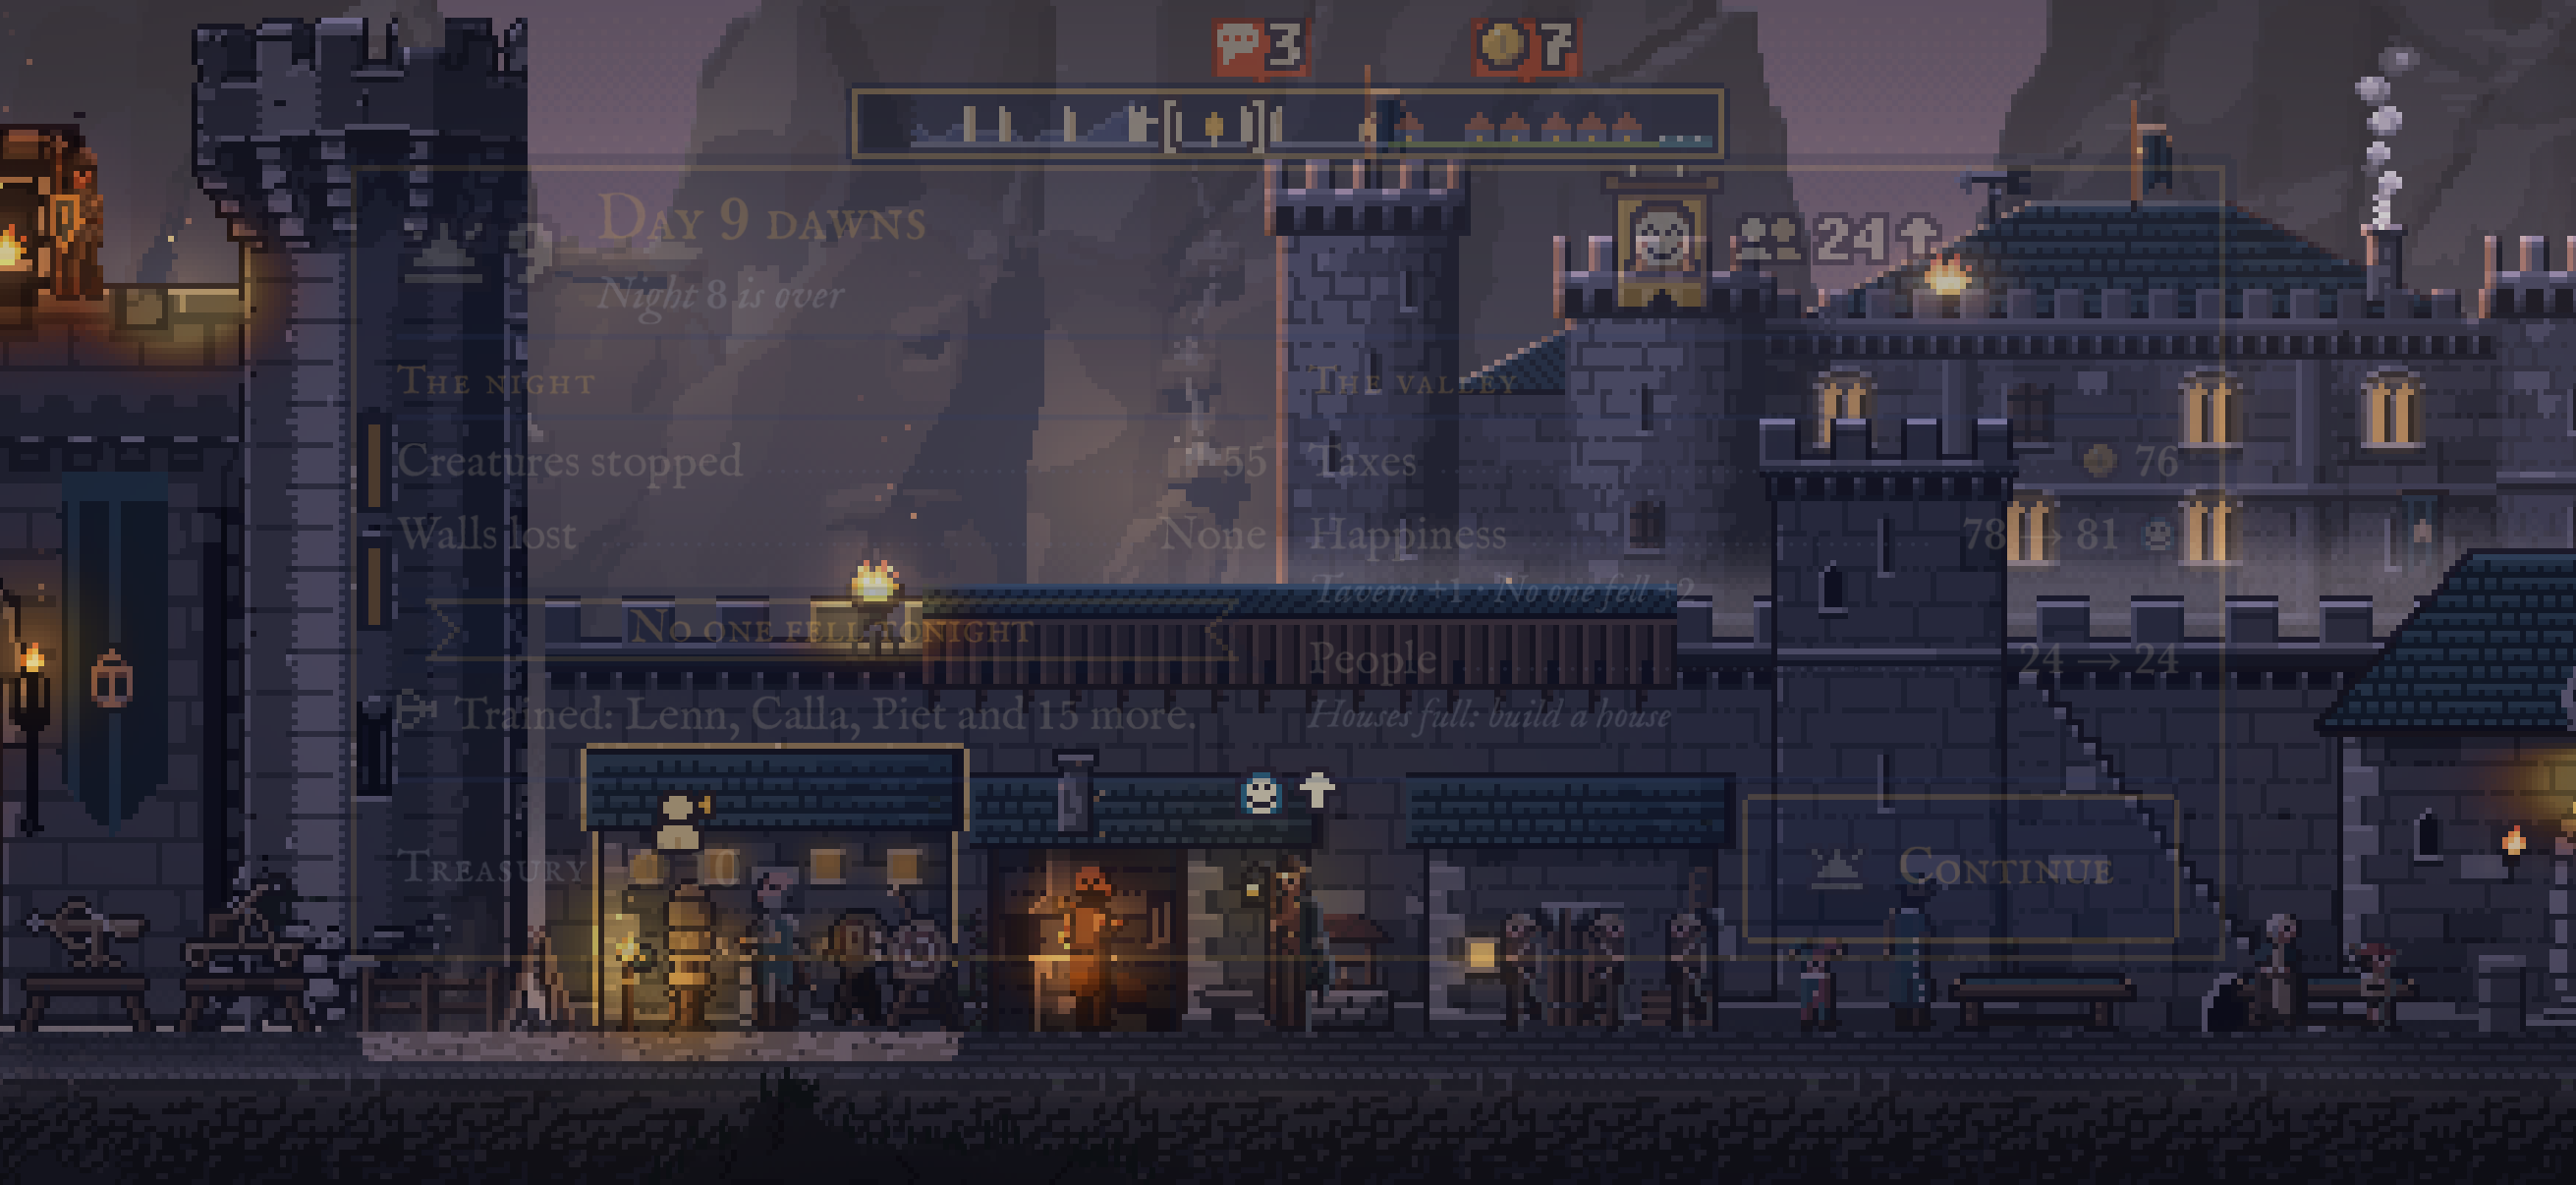 3
7
Day 9 dawns
Night 8 is over
24
The night
The valley
Creatures stopped 55
Taxes 76
Walls lost None
Happiness 78 → 81
Tavern +1 · No one fell +2
No one fell tonight
People 24 → 24
Trained: Lenn, Calla, Piet and 15 more.
Houses full: build a house
Treasury 0
Continue